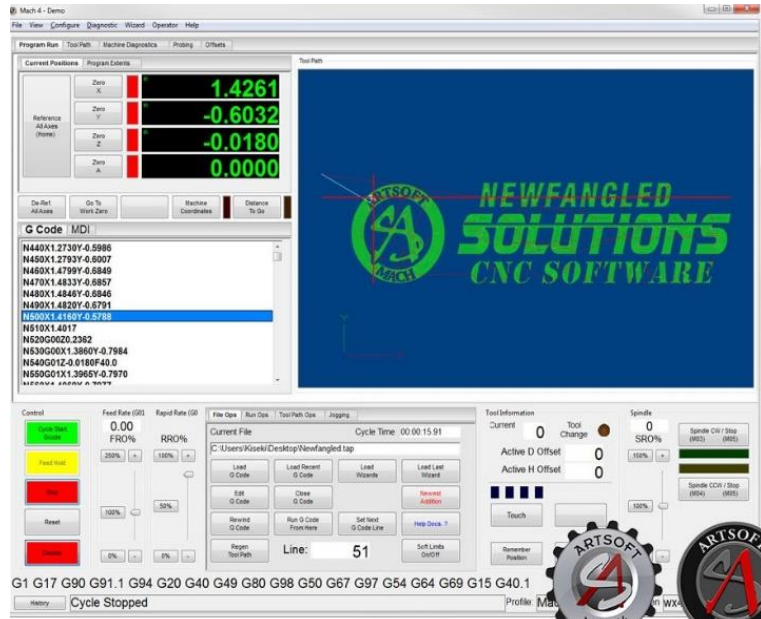 Mach 4 - Demo
File View Configure Diagnostic Wizard Operator Help
Program Run Tool Path Machine Diagnostics Probing Offsets
Current Positions Program Extents
Tool Path
Reference
All Axes
(Home)
Zero
X
1.4261
Zero
Y
-0.6032
Zero
Z
-0.0180
Zero
A
0.0000
De-Ref
All Axes
Go To
Work Zero
Machine
Coordinates
Distance
To Go
ARTSOFT
MACH
NEWFANGLED
SOLUTIONS
CNC SOFTWARE
G Code MDI
N440X1.2730Y-0.5986
N450X1.2793Y-0.6007
N460X1.4799Y-0.6849
N470X1.4833Y-0.6857
N480X1.4846Y-0.6846
N490X1.4820Y-0.6791
N500X1.4160Y-0.5788
N510X1.4017
N520G00Z0.2362
N530G00X1.3860Y-0.7984
N540G01Z-0.0180F40.0
N550G01X1.3965Y-0.7970
Control
Cycle Start
Gcode
Feed Hold
Stop
Reset
Feed Rate (G01
0.00
FRO%
250% +
100%
0% -
Rapid Rate (G0
RRO%
100% +
50%
0% -
File Ops Run Ops Tool Path Ops Jogging
Current File
Cycle Time 00:00:15.91
C:\Users\Kiseki\Desktop\Newfangled.tap
Load
G Code
Load Recent
G Code
Load
Wizards
Load Last
Wizard
Edit
G Code
Close
G Code
Newest
Addition
Rewind
G Code
Run G Code
From Here
Set Next
G Code Line
Help Docs. ?
Regen
Tool Path
Line: 51
Soft Limits
On/Off
Tool Information
Current 0
Tool
Change
Active D Offset 0
Active H Offset 0
Touch
Remember
Position
Spindle
0
SRO%
150% +
100%
Spindle CW / Stop
(M03) (M05)
Spindle CCW / Stop
(M04) (M05)
ARTSOFT
ARTSOFT
G1 G17 G90 G91.1 G94 G20 G40 G49 G80 G98 G50 G67 G97 G54 G64 G69 G15 G40.1
History
Cycle Stopped
Profile: